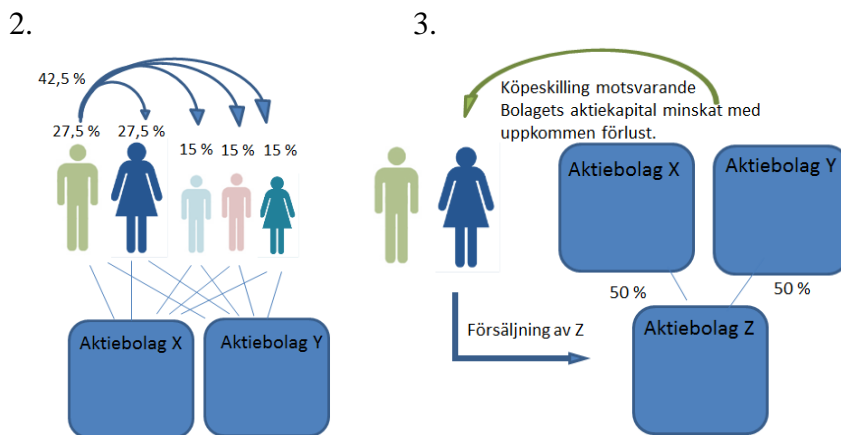 2.
42,5 %
27,5 %
27,5 %
15 %
15 %
15 %
Aktiebolag X
Aktiebolag Y
3.
Köpeskilling motsvarande
Bolagets aktiekapital minskat med
uppkommen förlust.
Aktiebolag X
Aktiebolag Y
50 %
50 %
Försäljning av Z
Aktiebolag Z